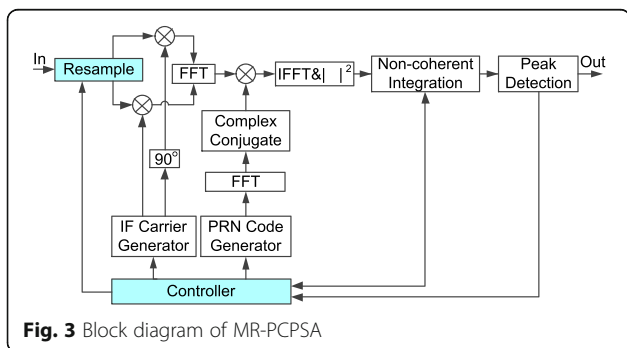 In
Resample
FFT
IFFT&| |²
Non-coherent
Integration
Peak
Detection
Out
Complex
Conjugate
90°
FFT
IF Carrier
Generator
PRN Code
Generator
Controller
Fig. 3 Block diagram of MR-PCPSA